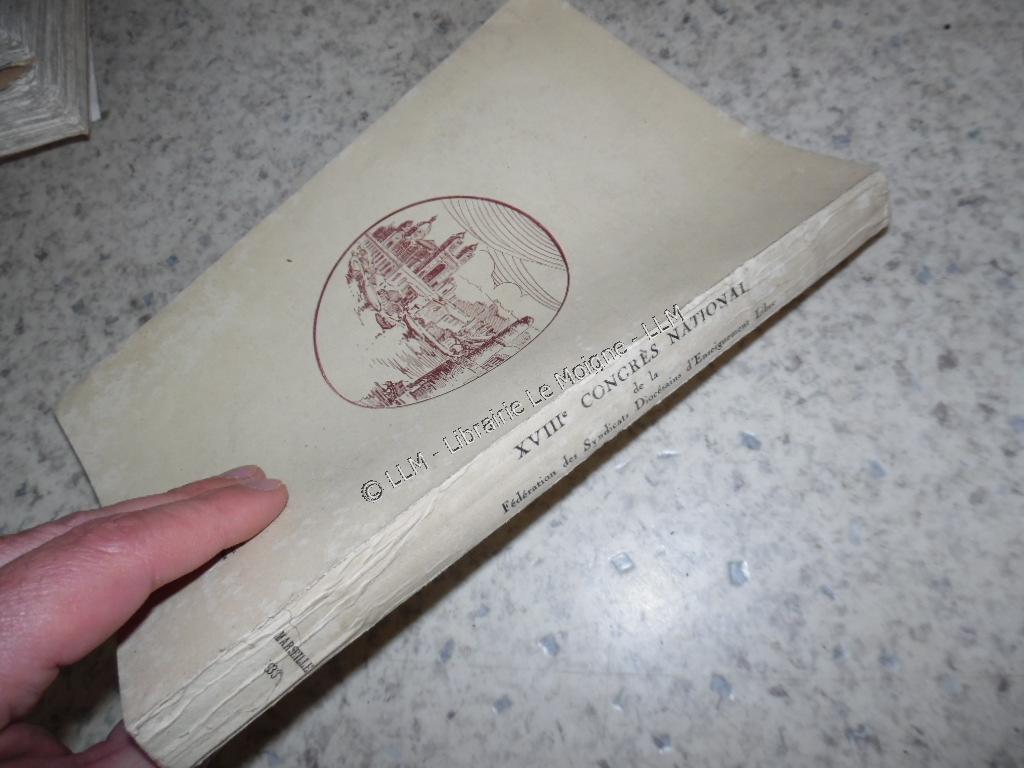 © LLM - Librairie Le Moigne - LLM
XVIIIe CONGRÈS NATIONAL
de la
Fédération des Syndicats Diocésains d'Enseignement Libre
MARSEILLE